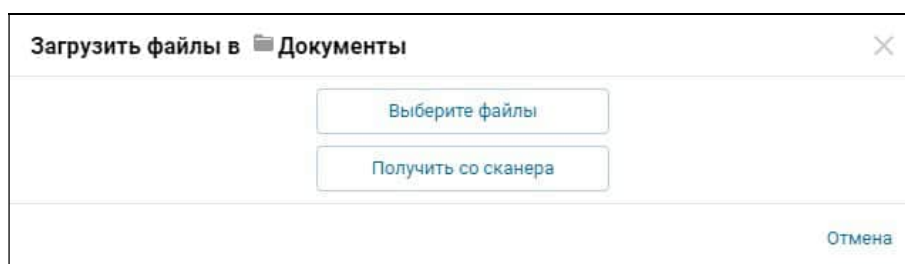 Загрузить файлы в Документы
Выберите файлы
Получить со сканера
Отмена